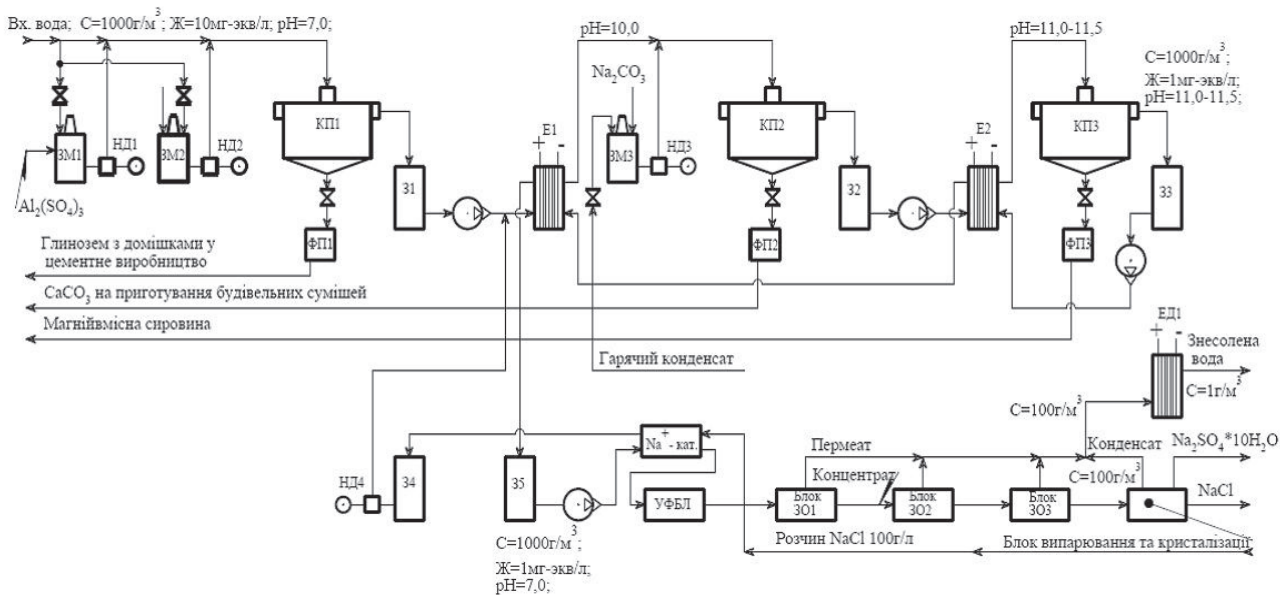 Вх. вода; С=1000г/м³; Ж=10мг-экв/л; рН=7,0;
рН=10,0
рН=11,0-11,5
С=1000г/м³;
Ж=1мг-экв/л;
рН=11,0-11,5;
Na₂CO₃
КП1
КП2
КП3
Е1
+ -
Е2
+ -
ЗМ1
НД1
ЗМ2
НД2
ЗМ3
НД3
З1
З2
З3
Al₂(SO₄)₃
ФП1
ФП2
ФП3
Глинозем з домішками у
цементне виробництво
CaCO₃ на приготування будівельних сумішей
Магнійвмісна сировина
Гарячий конденсат
ЕД1
+ -
Знесолена
вода
С=1г/м³
С=100г/м³
Na⁺- кат.
Пермеат
Конденсат
Na₂SO₄*10H₂O
Концентрат
С=100г/м³
НД4
З4
З5
УФБЛ
Блок
ЗО1
Блок
ЗО2
Блок
ЗО3
NaCl
С=1000г/м³;
Ж=1мг-экв/л;
рН=7,0;
Розчин NaCl 100г/л
Блок випарювання та кристалізації